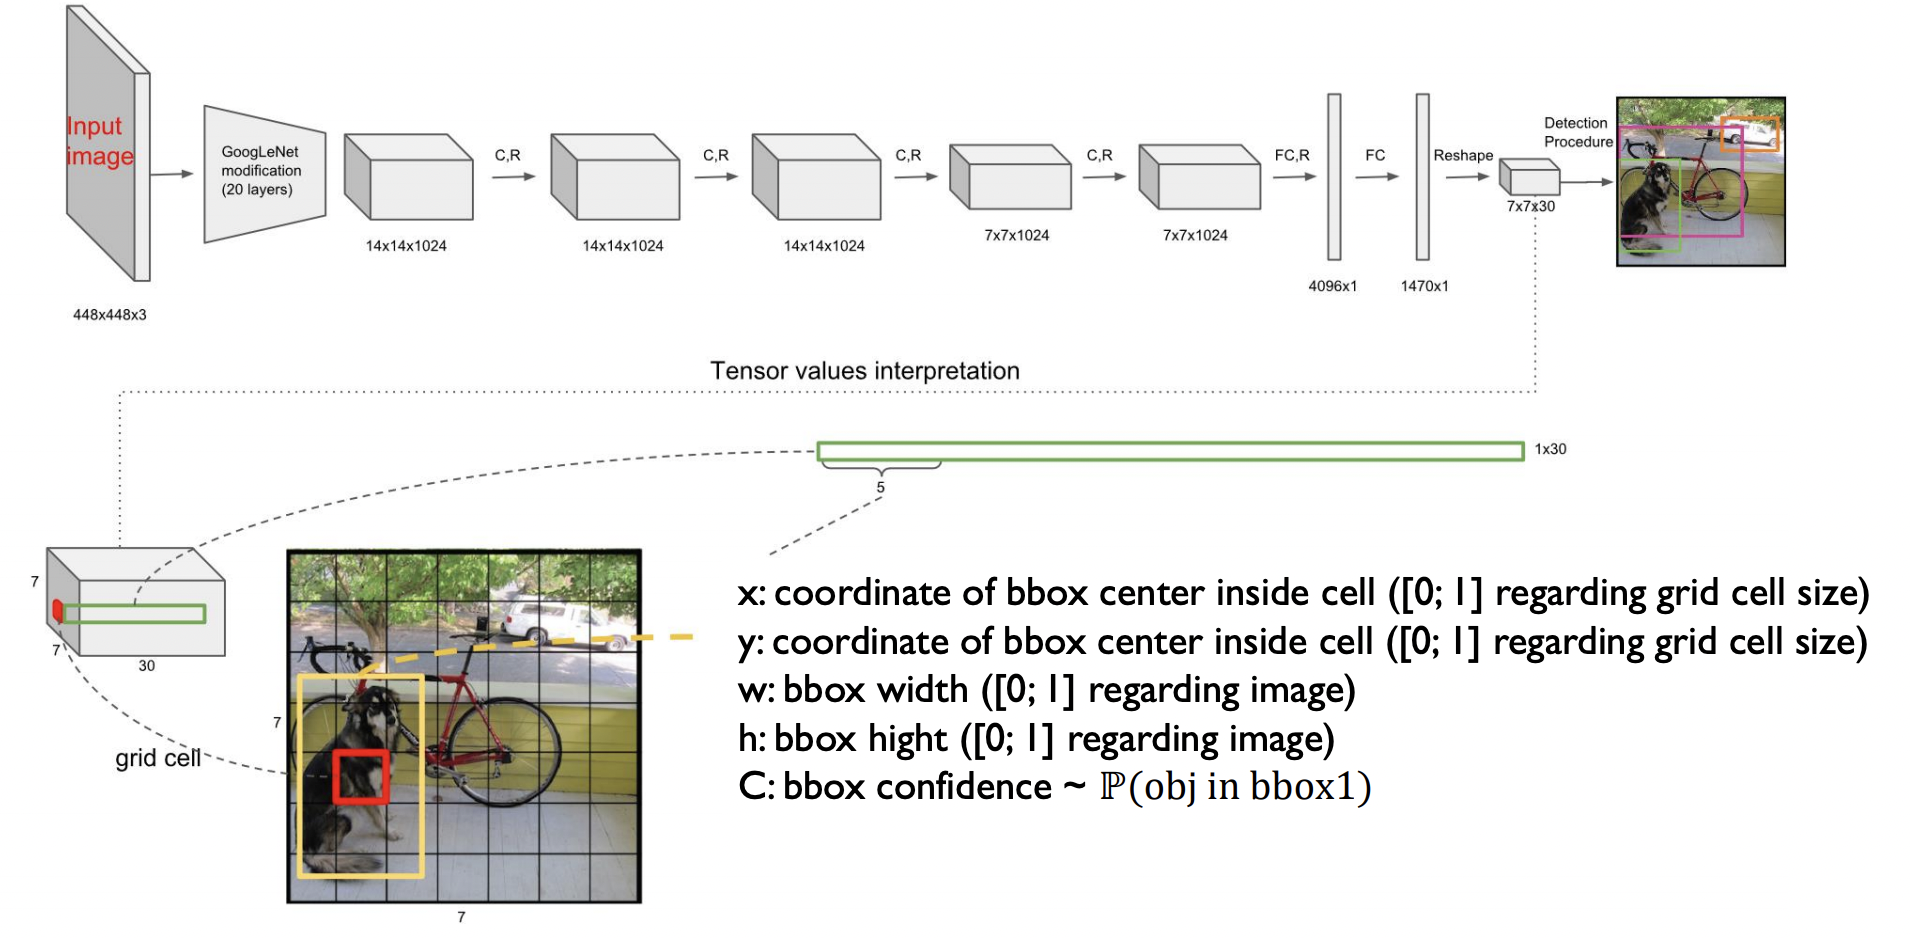 Input
image
448x448x3
GoogLeNet
modification
(20 layers)
14x14x1024
C,R
14x14x1024
C,R
14x14x1024
C,R
7x7x1024
C,R
7x7x1024
FC,R
4096x1
FC
1470x1
Reshape
7x7x30
Detection
Procedure
Tensor values interpretation
1x30
5
7
7
30
grid cell
7
7
x: coordinate of bbox center inside cell ([0; 1] regarding grid cell size)
y: coordinate of bbox center inside cell ([0; 1] regarding grid cell size)
w: bbox width ([0; 1] regarding image)
h: bbox hight ([0; 1] regarding image)
C: bbox confidence ~ ℙ(obj in bbox1)